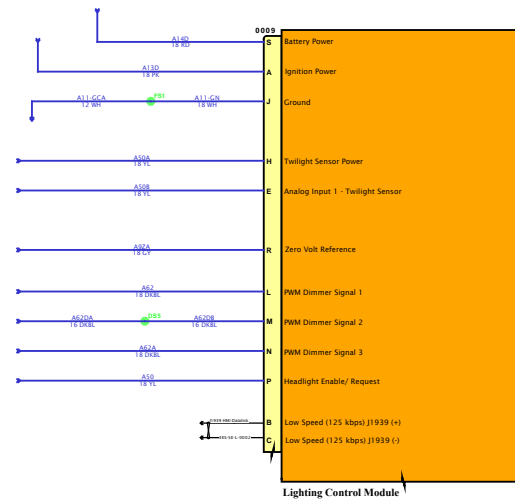 0009
A14D
18 RD
S Battery Power
A13D
18 PK
A Ignition Power
A11-GCA
12 WH
FS1
A11-GN
18 WH
J Ground
A50A
18 YL
H Twilight Sensor Power
A50B
18 YL
E Analog Input 1 - Twilight Sensor
A9ZA
18 GY
R Zero Volt Reference
A62
18 DKBL
L PWM Dimmer Signal 1
A62DA
16 DKBL
DS5
A62DB
16 DKBL
M PWM Dimmer Signal 2
A62A
18 DKBL
N PWM Dimmer Signal 3
A50
18 YL
P Headlight Enable/ Request
J1939-HMI-Datalink
B Low Speed (125 kbps) J1939 (+)
C Low Speed (125 kbps) J1939 (-)
Lighting Control Module